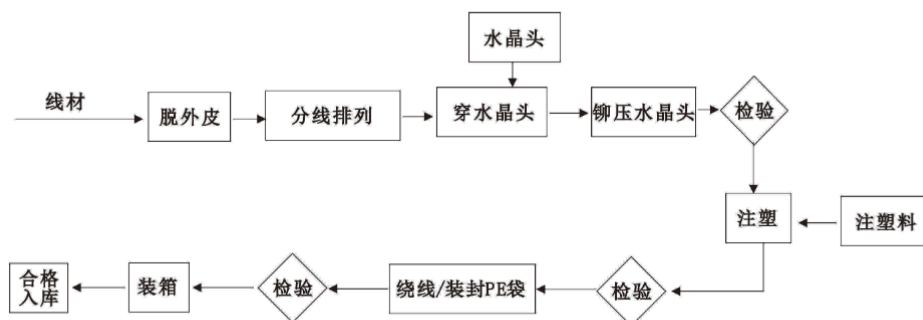 水晶头
线材
脱外皮
分线排列
穿水晶头
铆压水晶头
检验
注塑
注塑料
检验
绕线/装封PE袋
检验
装箱
合格
入库